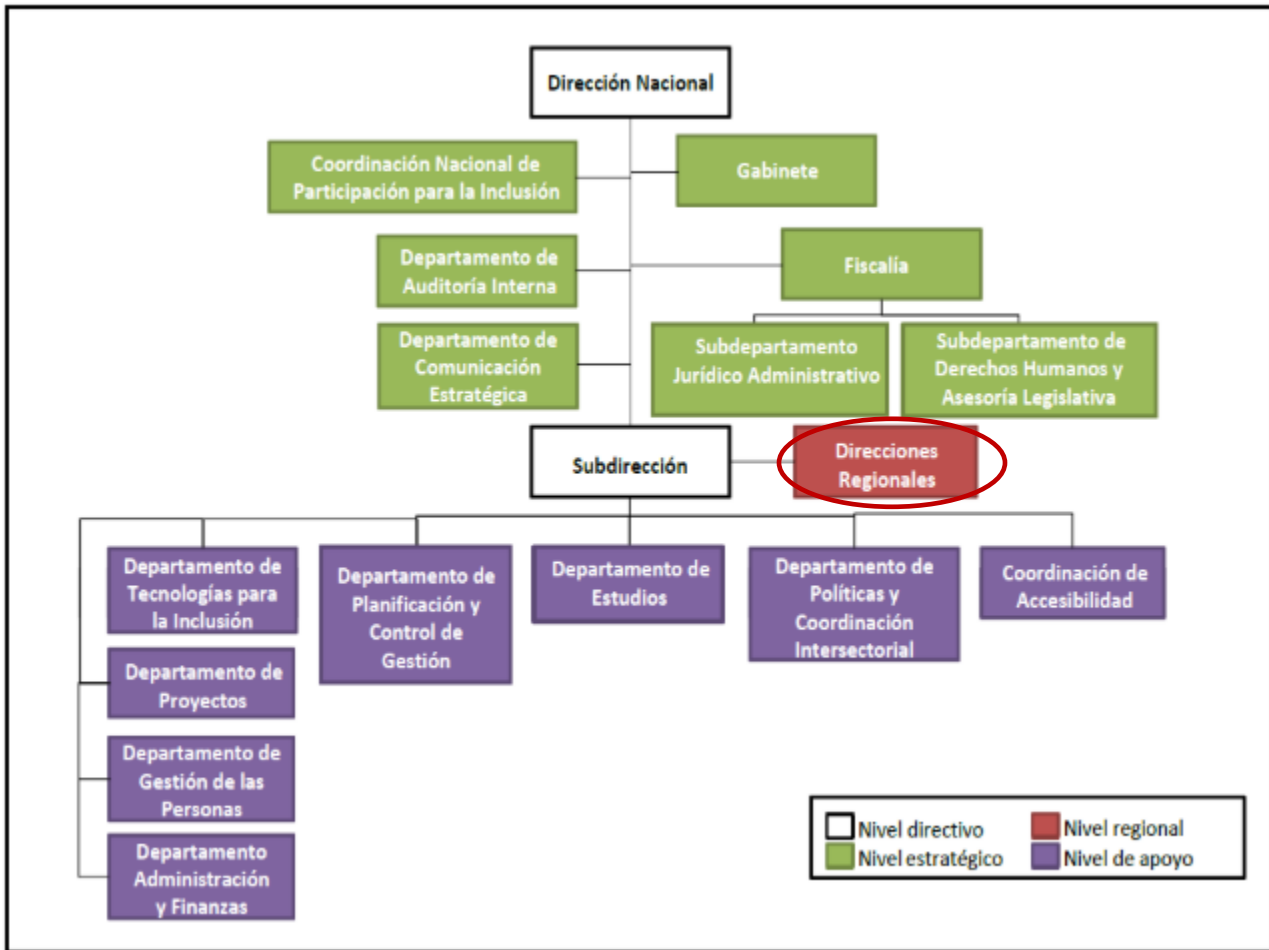 Dirección Nacional
Coordinación Nacional de
Participación para la Inclusión
Gabinete
Departamento de
Auditoría Interna
Fiscalía
Departamento de
Comunicación
Estratégica
Subdepartamento
Jurídico Administrativo
Subdepartamento de
Derechos Humanos y
Asesoría Legislativa
Subdirección
Direcciones
Regionales
Departamento de
Tecnologías para
la Inclusión
Departamento de
Planificación y
Control de
Gestión
Departamento de
Estudios
Departamento de
Políticas y
Coordinación
Intersectorial
Coordinación de
Accesibilidad
Departamento de
Proyectos
Departamento de
Gestión de las
Personas
Departamento
Administración
y Finanzas
Nivel directivo
Nivel regional
Nivel estratégico
Nivel de apoyo